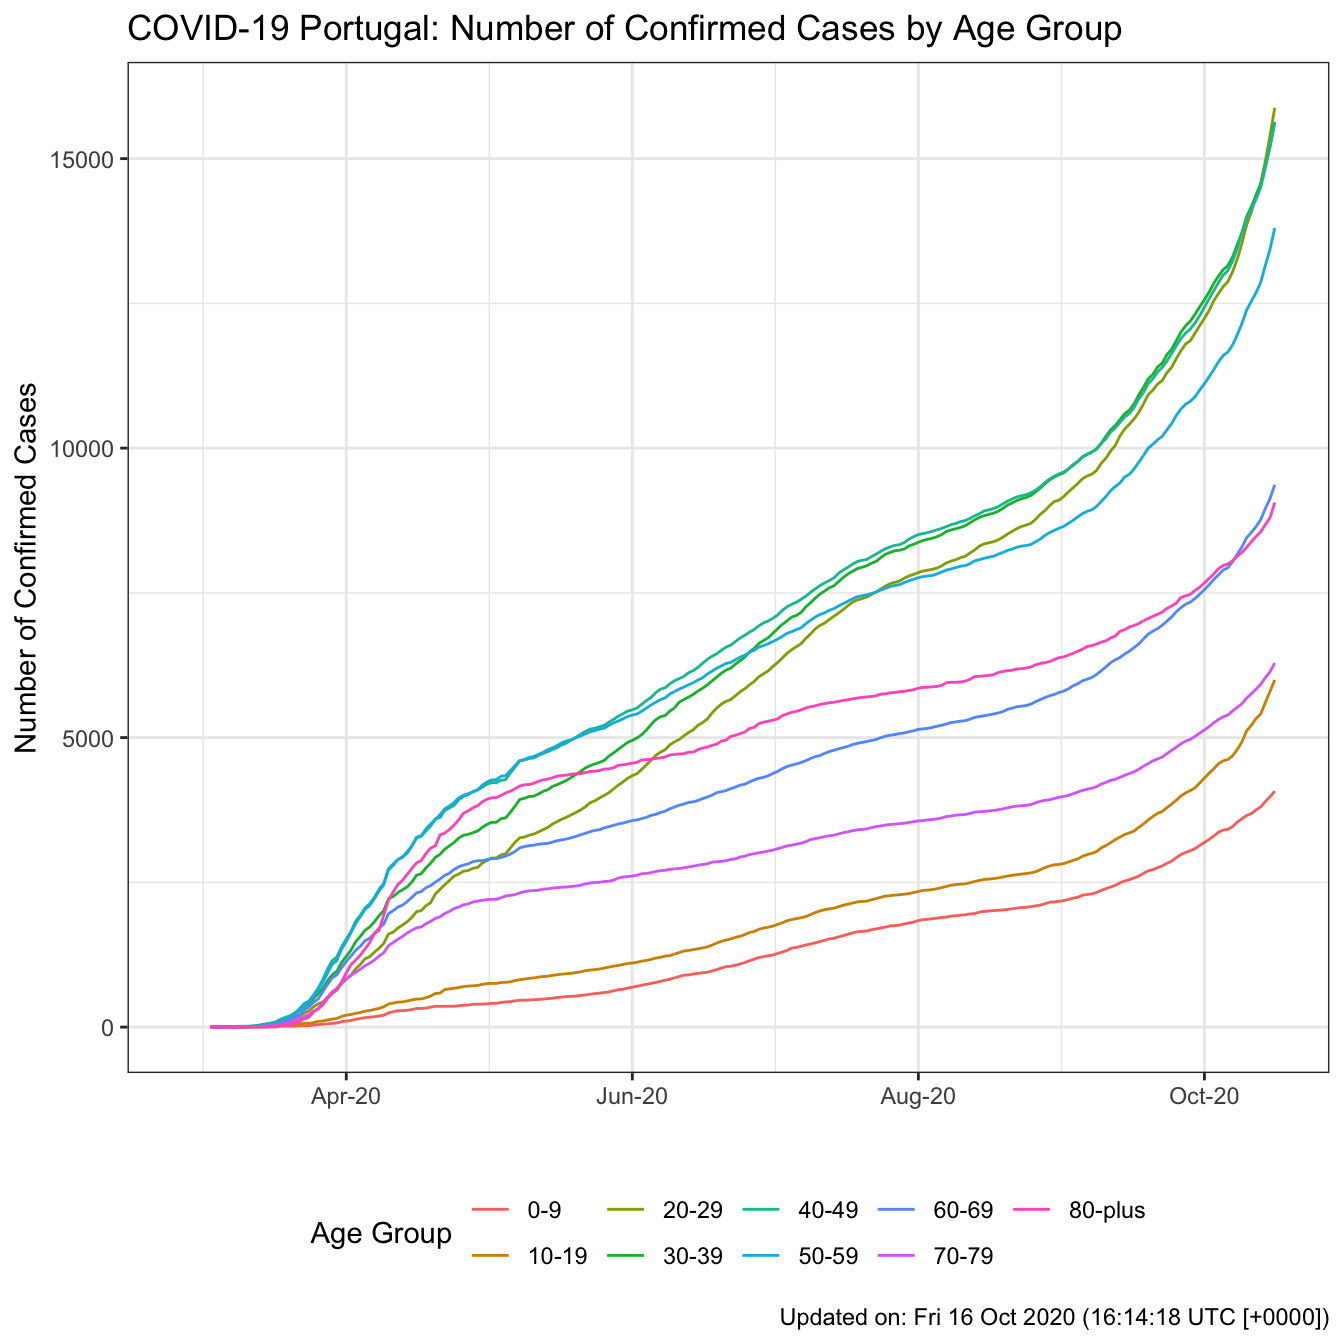 COVID-19 Portugal: Number of Confirmed Cases by Age Group
Number of Confirmed Cases
15000
10000
5000
0
Apr-20 Jun-20 Aug-20 Oct-20
Age Group
0-9 20-29 40-49 60-69 80-plus
10-19 30-39 50-59 70-79
Updated on: Fri 16 Oct 2020 (16:14:18 UTC [+0000])